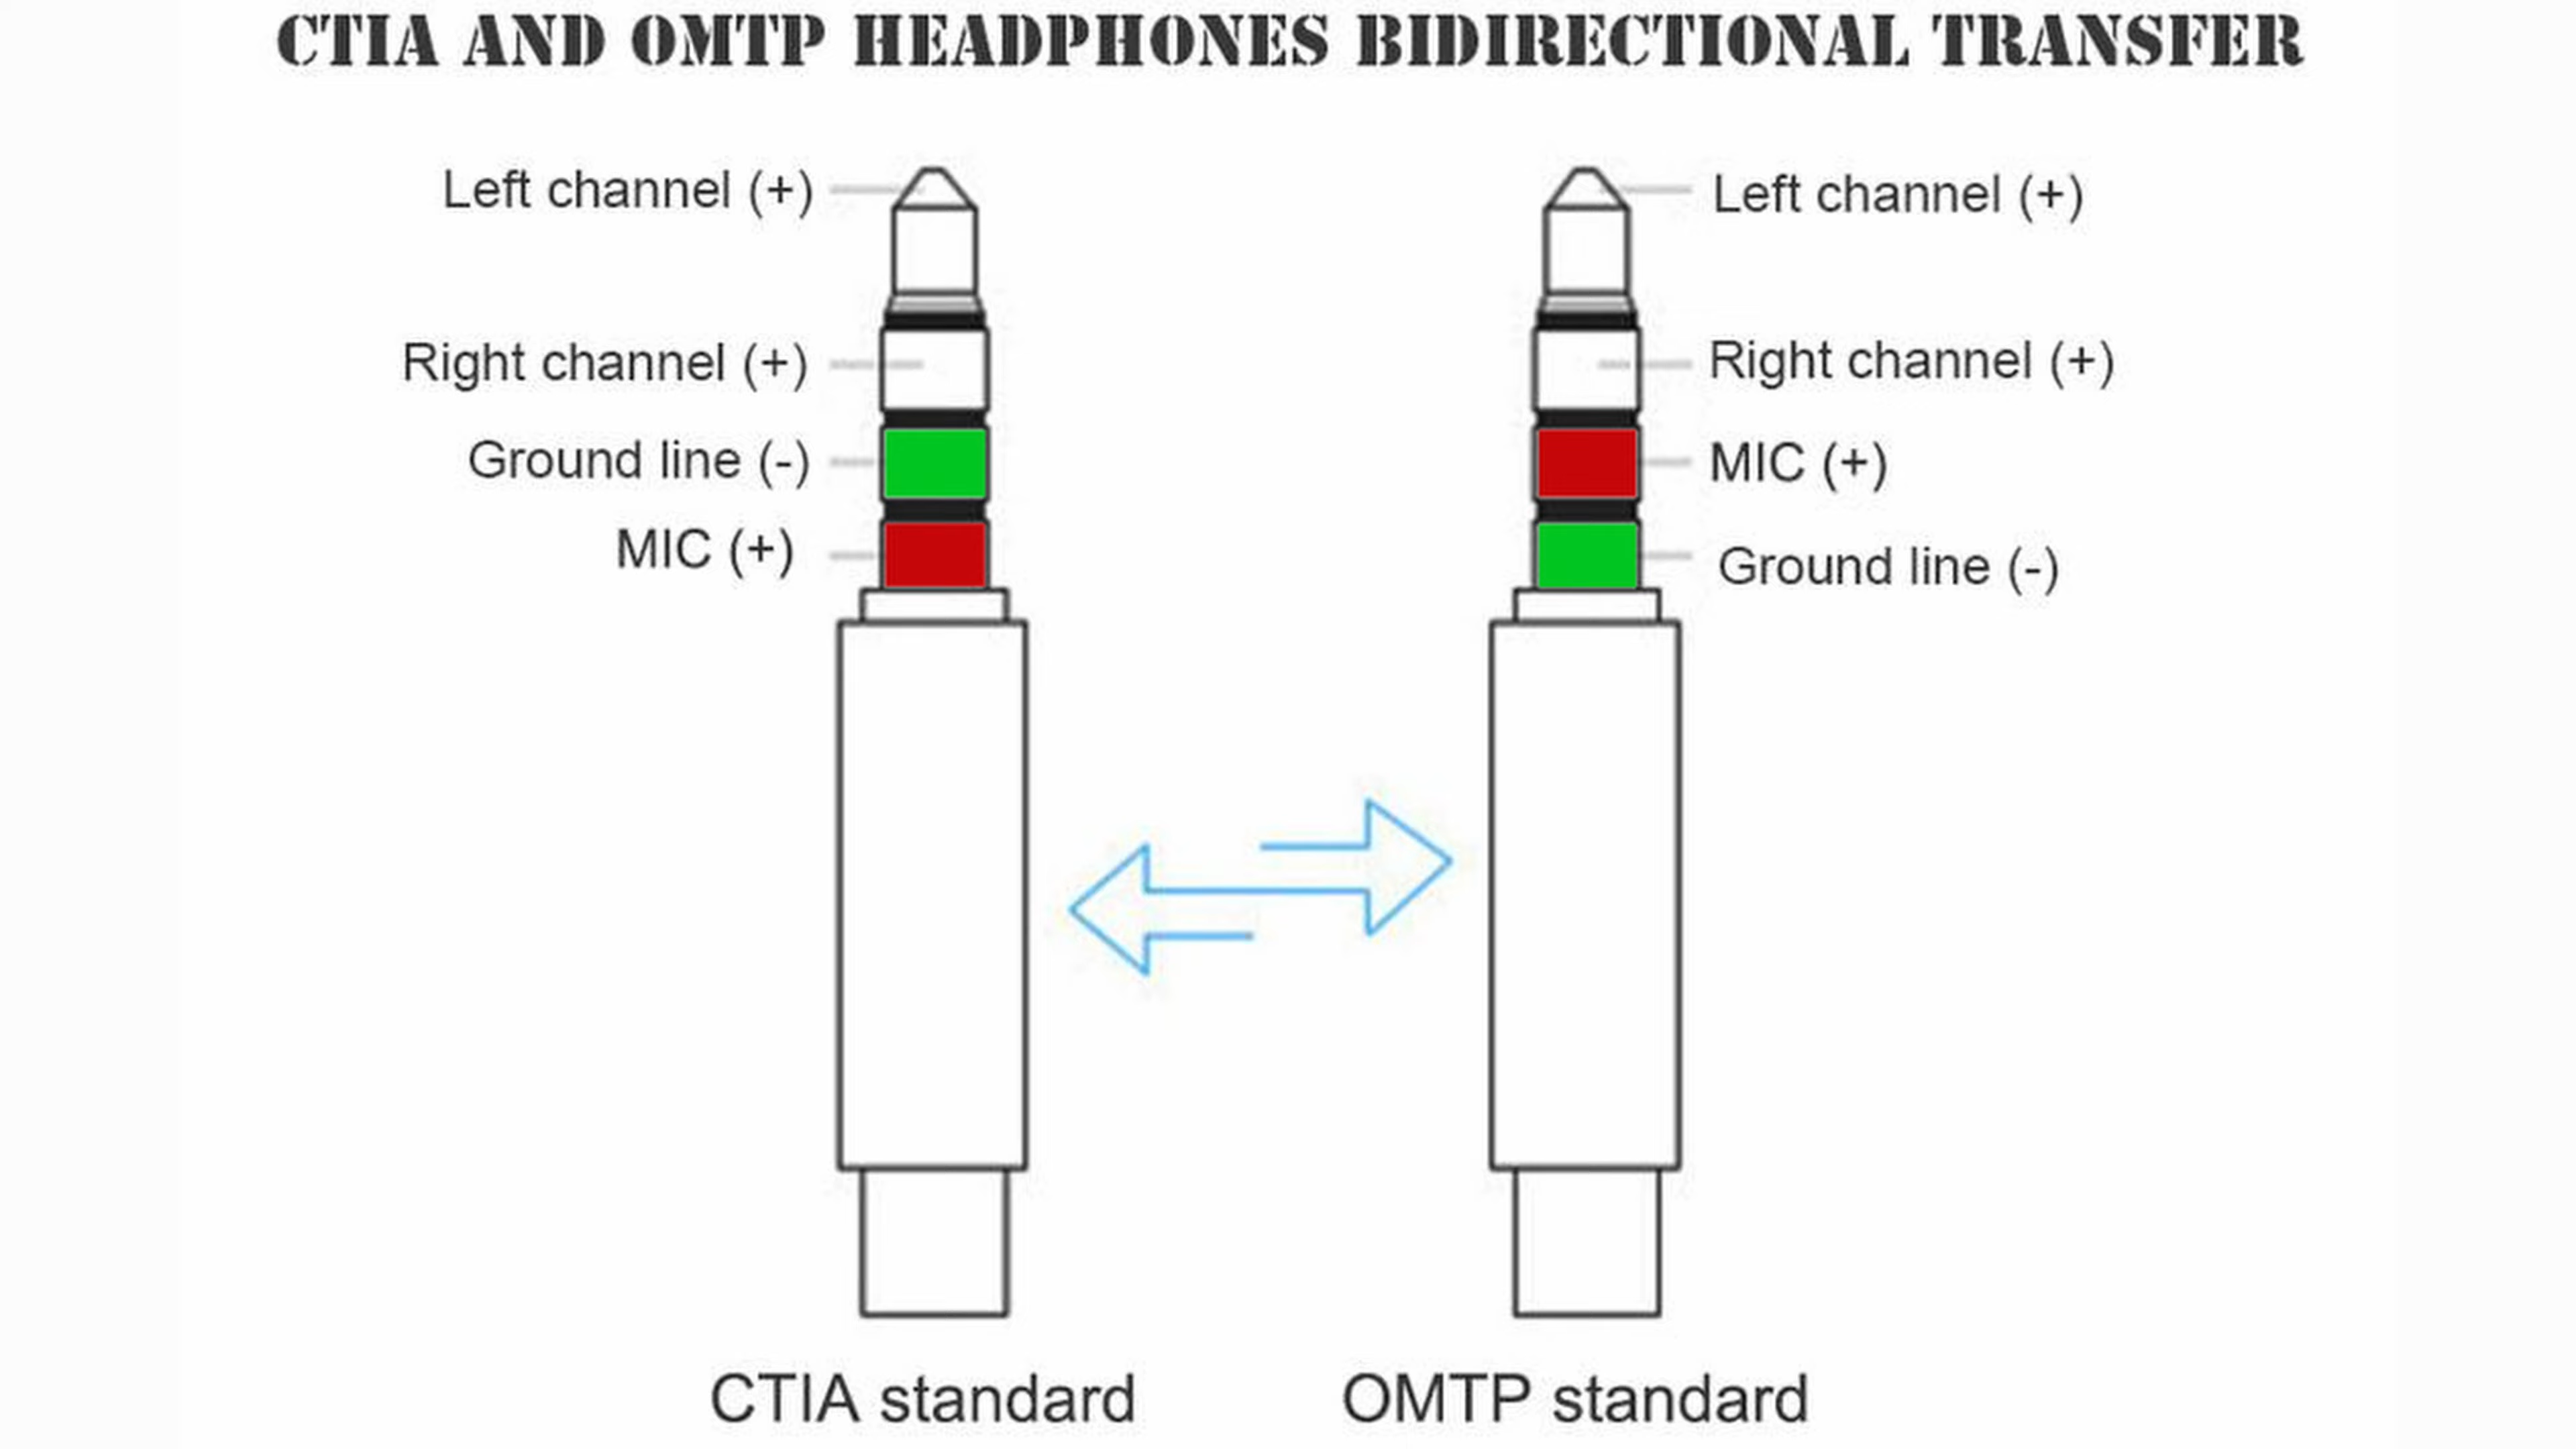 CTIA AND OMTP HEADPHONES BIDIRECTIONAL TRANSFER
Left channel (+)
Right channel (+)
Ground line (-)
MIC (+)
Left channel (+)
Right channel (+)
MIC (+)
Ground line (-)
CTIA standard
OMTP standard